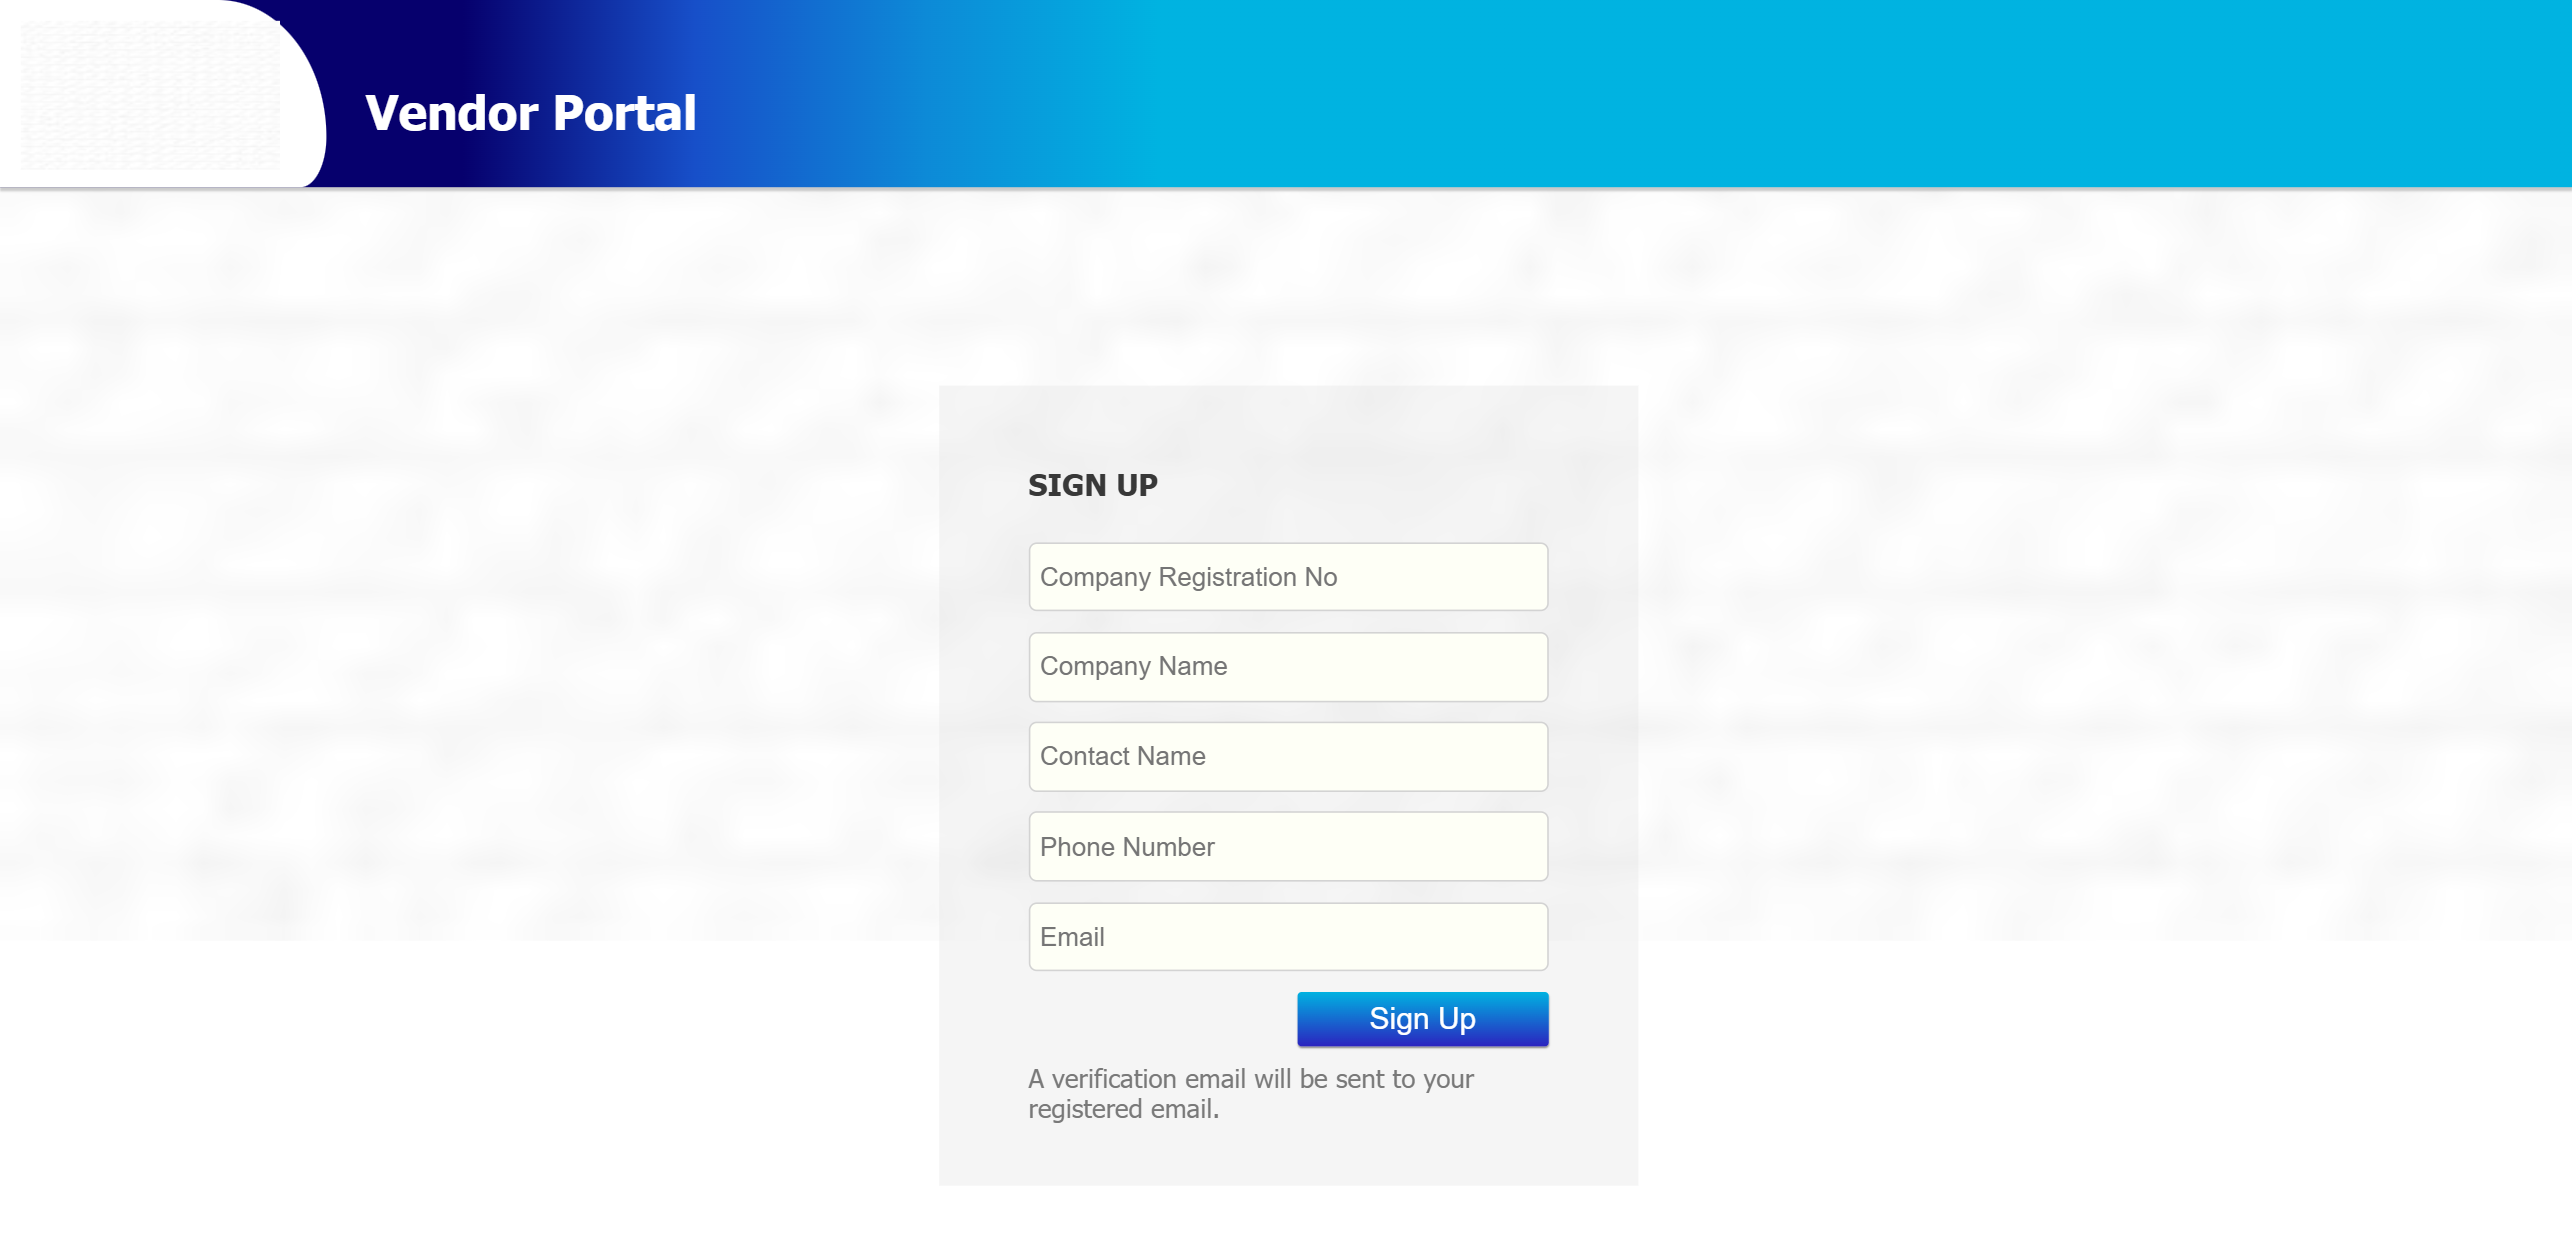 Vendor Portal
SIGN UP
Company Registration No
Company Name
Contact Name
Phone Number
Email
Sign Up
A verification email will be sent to your
registered email.